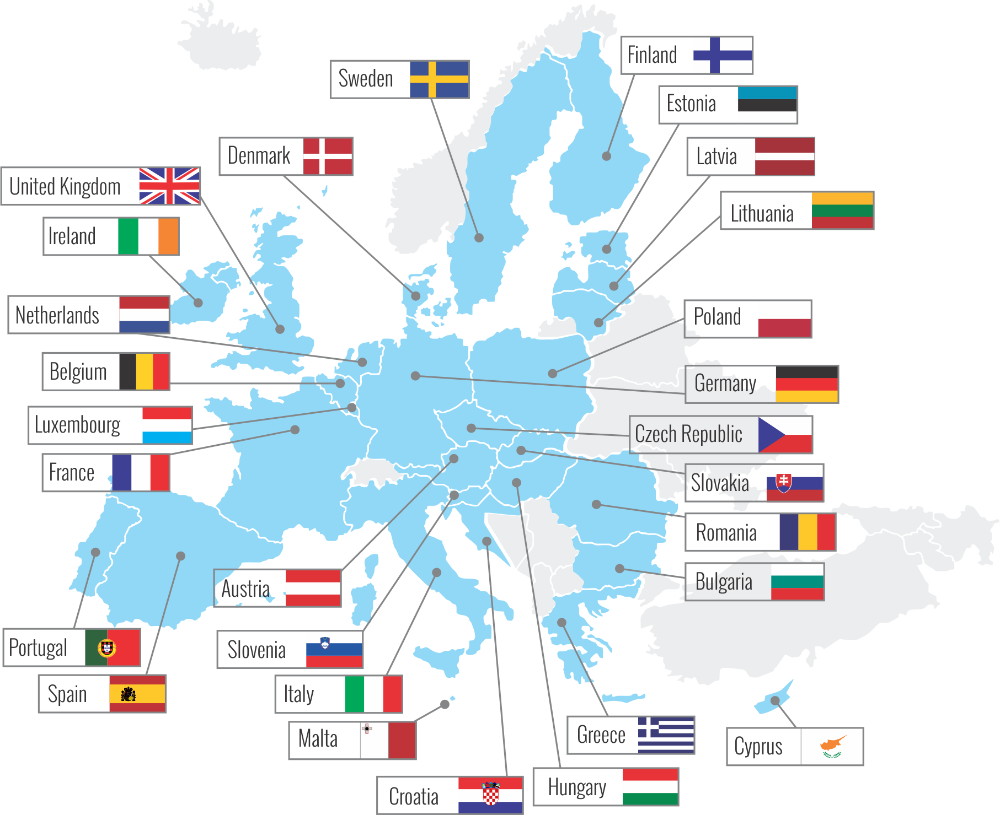 Finland
Sweden
Estonia
Denmark
Latvia
United Kingdom
Lithuania
Ireland
Netherlands
Poland
Belgium
Germany
Luxembourg
Czech Republic
France
Slovakia
Romania
Austria
Bulgaria
Portugal
Slovenia
Spain
Italy
Malta
Greece
Cyprus
Croatia
Hungary